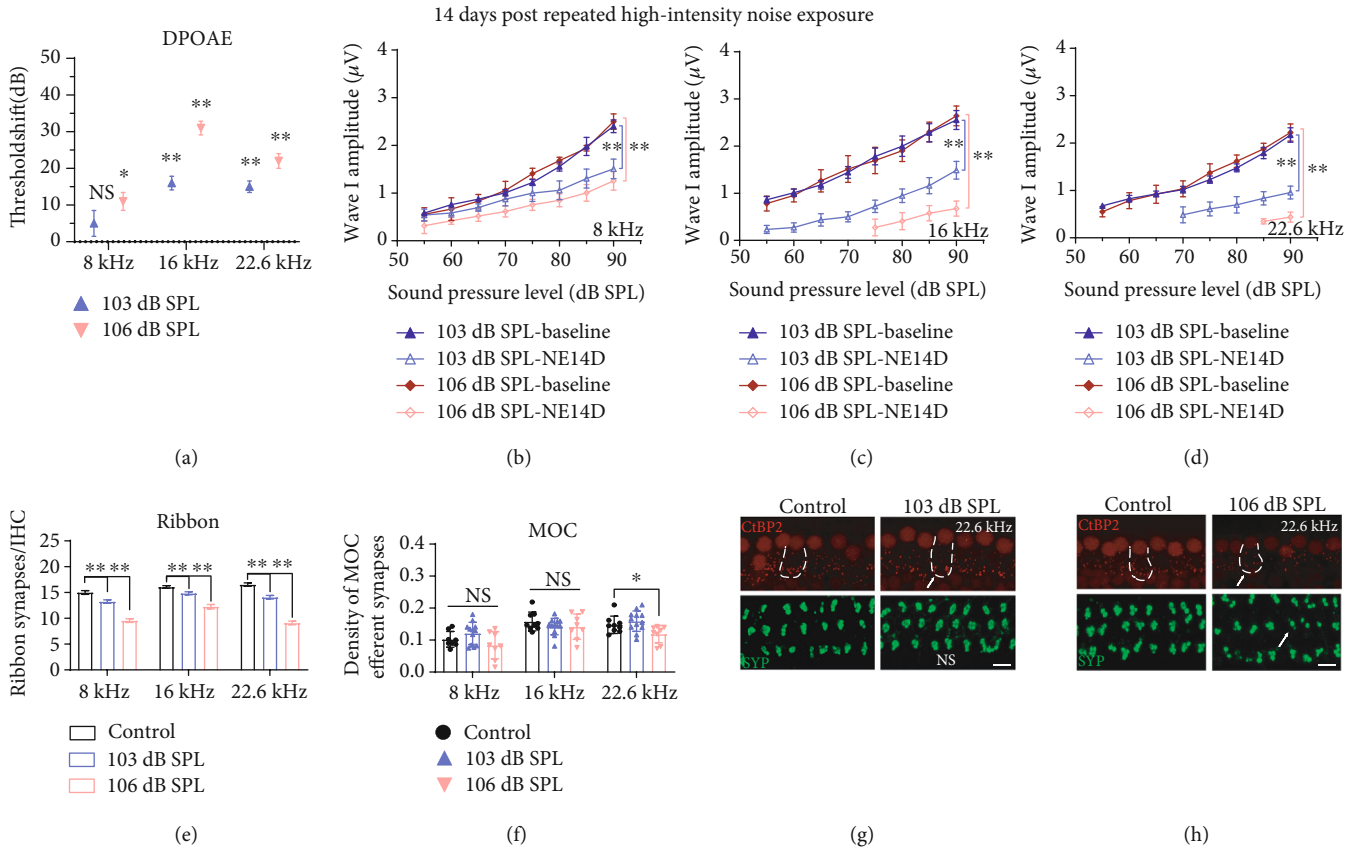 14 days post repeated high-intensity noise exposure
DPOAE
Thresholdshift(dB)
50
40
30
20
10
0
NS
*
**
**
**
**
8 kHz
16 kHz
22.6 kHz
103 dB SPL
106 dB SPL
(a)
Wave I amplitude (μV)
4
3
2
1
0
** **
8 kHz
50 60 70 80 90
Sound pressure level (dB SPL)
103 dB SPL-baseline
103 dB SPL-NE14D
106 dB SPL-baseline
106 dB SPL-NE14D
(b)
Wave I amplitude (μV)
4
3
2
1
0
** **
16 kHz
50 60 70 80 90
Sound pressure level (dB SPL)
103 dB SPL-baseline
103 dB SPL-NE14D
106 dB SPL-baseline
106 dB SPL-NE14D
(c)
Wave I amplitude (μV)
4
3
2
1
0
** **
22.6 kHz
50 60 70 80 90
Sound pressure level (dB SPL)
103 dB SPL-baseline
103 dB SPL-NE14D
106 dB SPL-baseline
106 dB SPL-NE14D
(d)
Ribbon
Ribbon synapses/IHC
25
20
15
10
5
0
** ** ** ** ** **
8 kHz 16 kHz 22.6 kHz
Control
103 dB SPL
106 dB SPL
(e)
MOC
Density of MOC
efferent synapses
0.4
0.3
0.2
0.1
0.0
NS NS *
8 kHz 16 kHz 22.6 kHz
Control
103 dB SPL
106 dB SPL
(f)
Control 103 dB SPL
CtBP2 22.6 kHz
SYP NS
(g)
Control 106 dB SPL
CtBP2 22.6 kHz
SYP
(h)